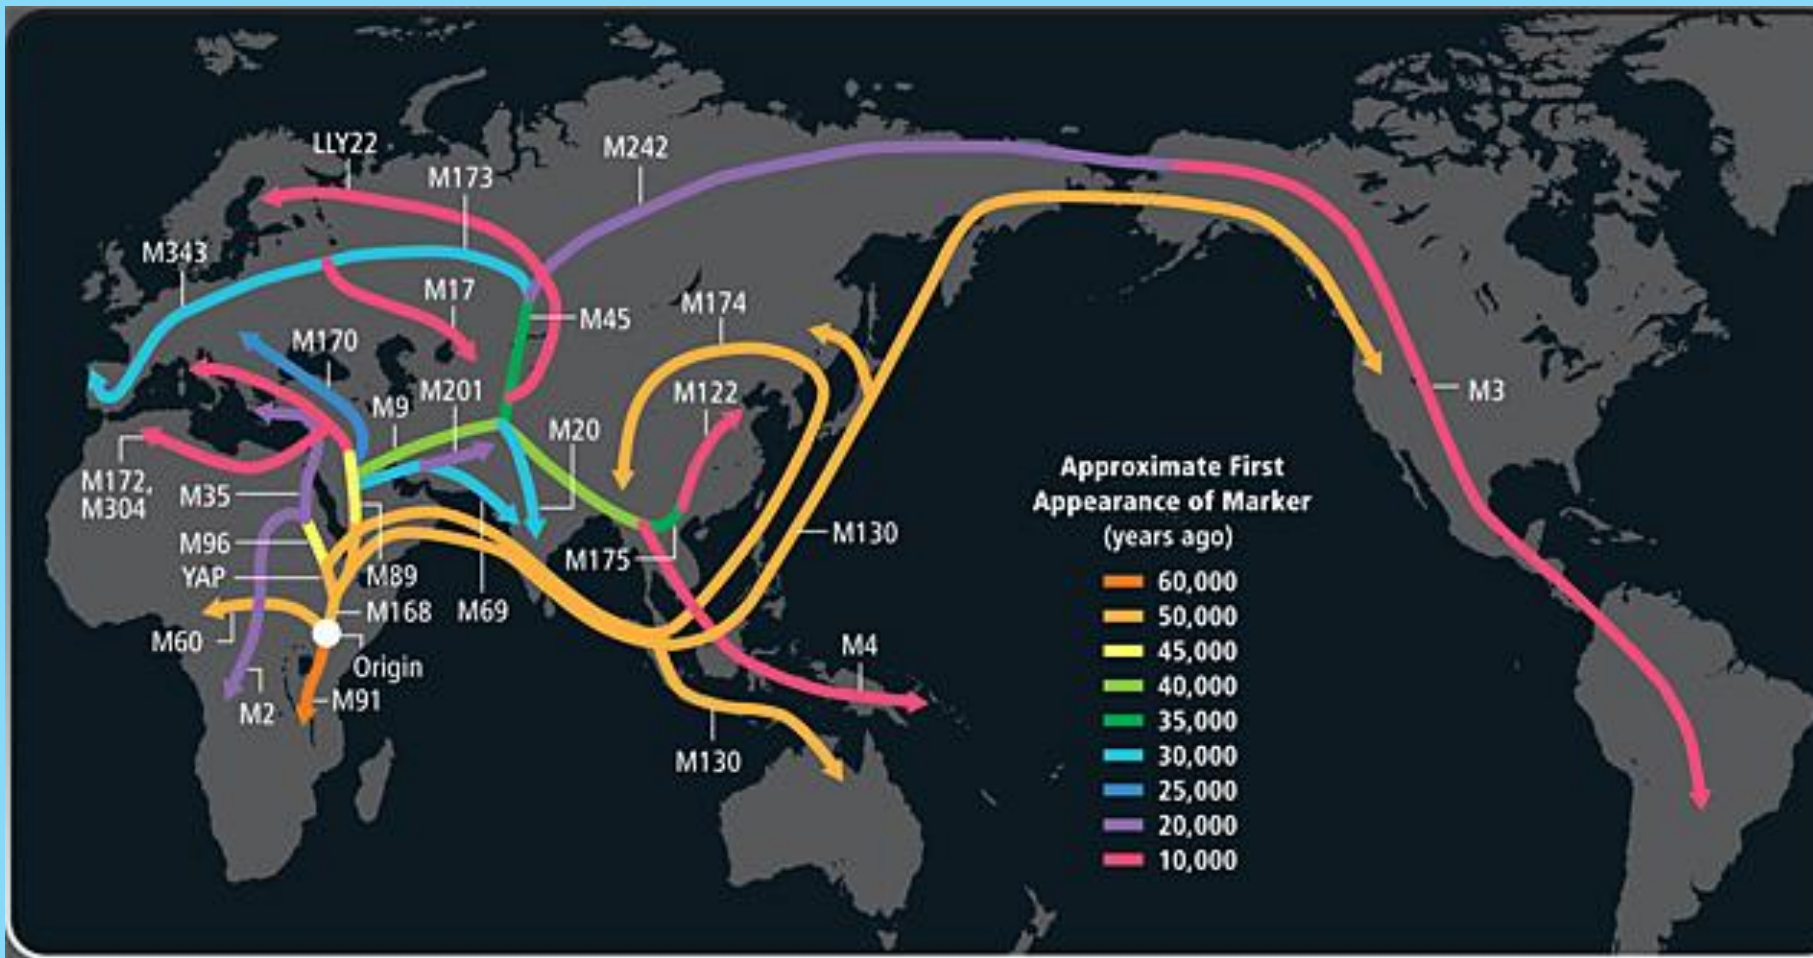 LLY22
M242
M173
M343
M17
M174
M45
M170
M201
M122
M9
M3
M20
M172,
M304
M35
M96
M130
M175
YAP
M89
M168
M69
M60
Origin
M4
M91
M2
M130
Approximate First
Appearance of Marker
(years ago)
60,000
50,000
45,000
40,000
35,000
30,000
25,000
20,000
10,000